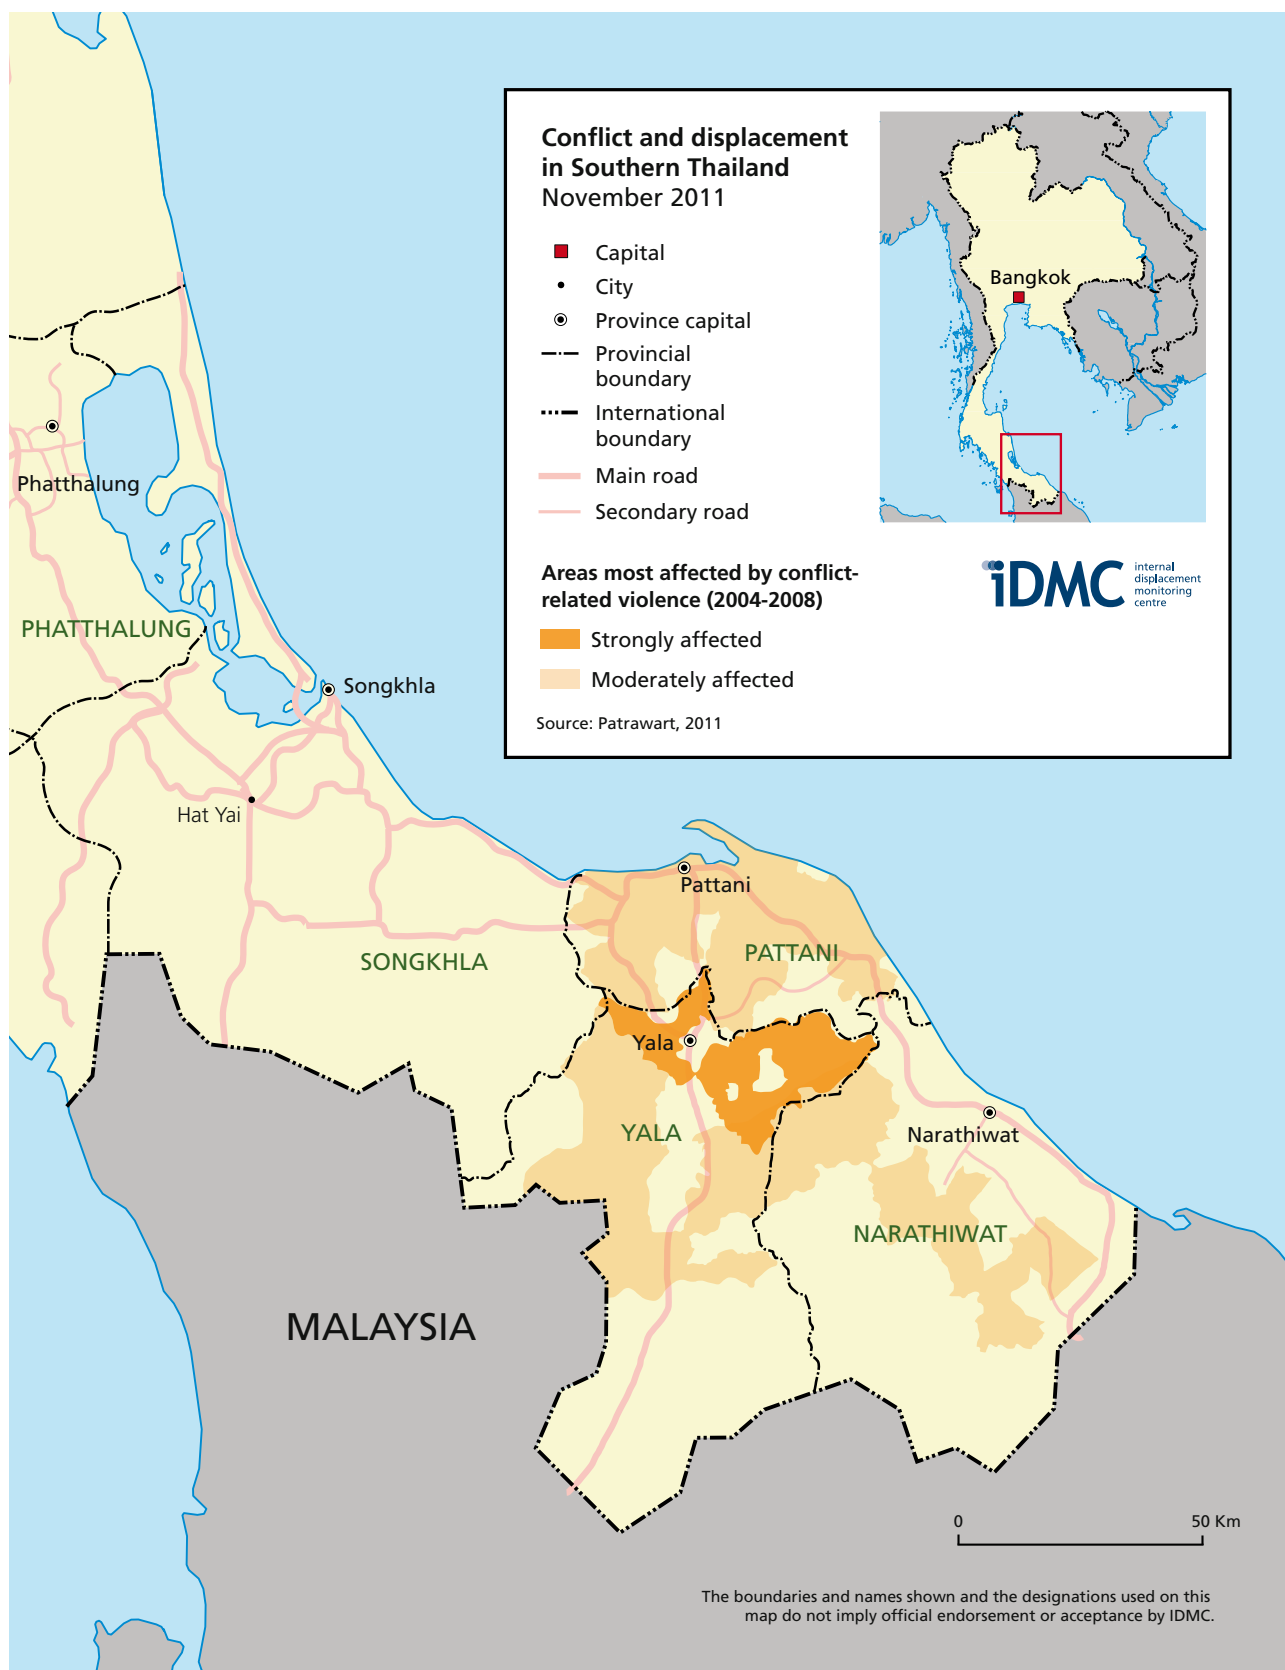 Conflict and displacement
in Southern Thailand
November 2011
Capital
City
Province capital
Provincial
boundary
International
boundary
Main road
Secondary road
Areas most affected by conflict-
related violence (2004-2008)
Strongly affected
Moderately affected
Source: Patrawart, 2011
Bangkok
iDMC
internal
displacement
monitoring
centre
Phatthalung
PHATTHALUNG
Songkhla
Hat Yai
Pattani
SONGKHLA
PATTANI
Yala
YALA
Narathiwat
NARATHIWAT
MALAYSIA
0 50 Km
The boundaries and names shown and the designations used on this
map do not imply official endorsement or acceptance by IDMC.